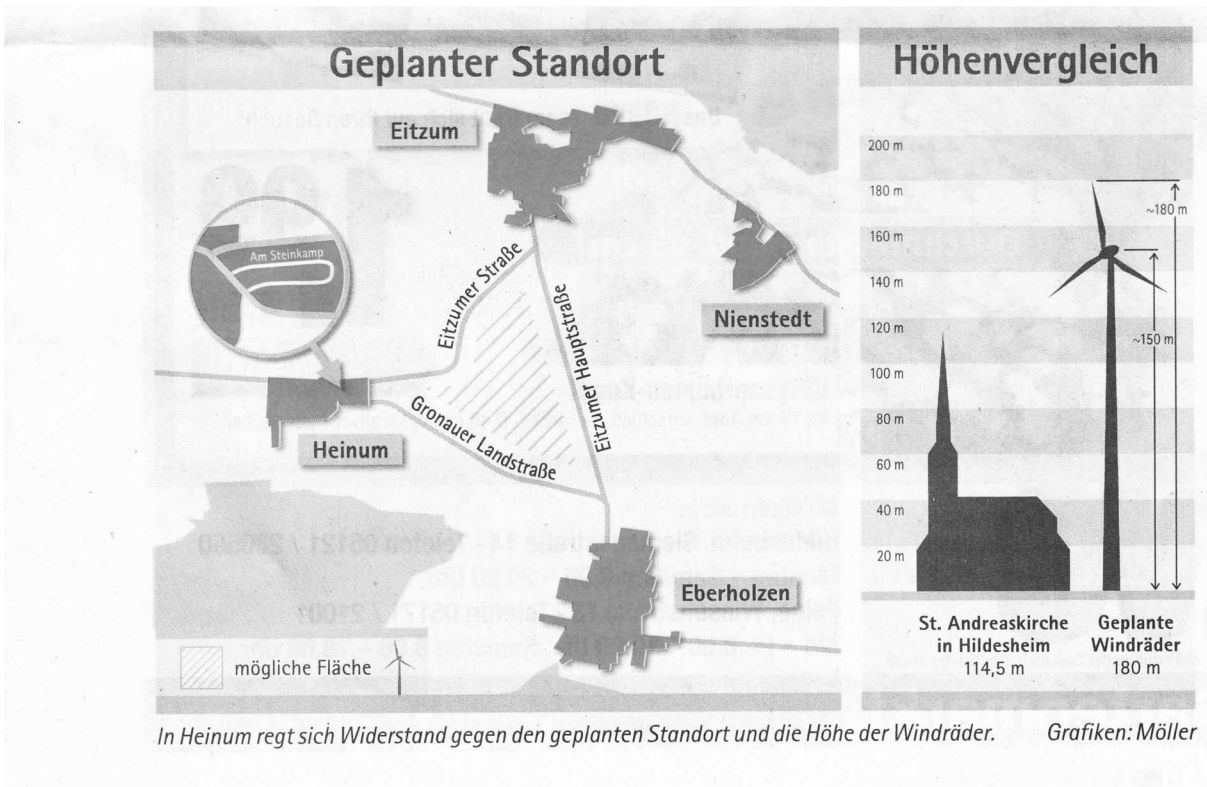 Geplanter Standort
Eitzum
Am Steinkamp
Eitzumer Straße
Eitzumer Hauptstraße
Nienstedt
Gronauer Landstraße
Heinum
Eberholzen
mögliche Fläche
Höhenvergleich
200 m
180 m
160 m
140 m
120 m
100 m
80 m
60 m
40 m
20 m
~180 m
~150 m
St. Andreaskirche
in Hildesheim
114,5 m
Geplante
Windräder
180 m
In Heinum regt sich Widerstand gegen den geplanten Standort und die Höhe der Windräder. Grafiken: Möller